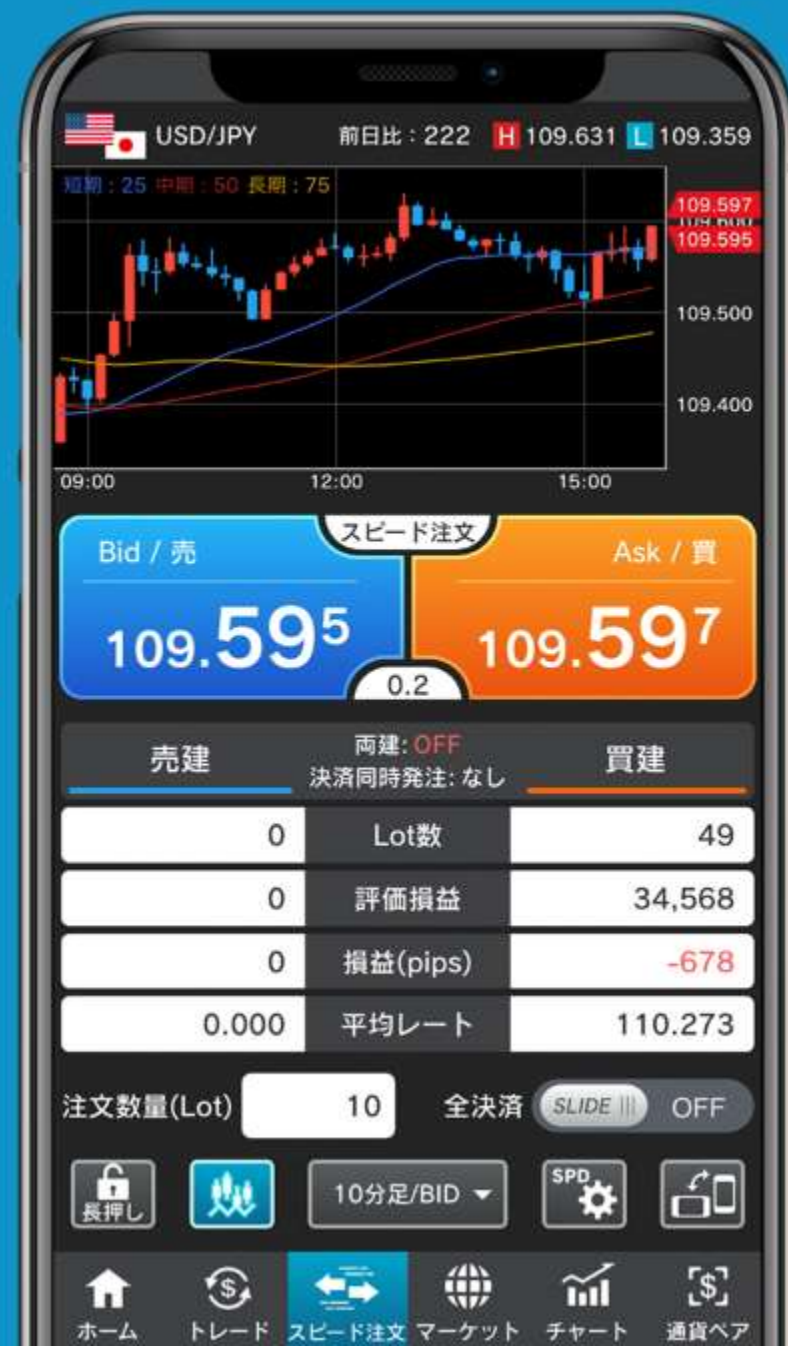 USD/JPY 前日比：222 H 109.631 L 109.359
短期：25 中期：50 長期：75
109.597
109.600
109.595
109.500
109.400
09:00 12:00 15:00
スピード注文
Bid / 売 Ask / 買
109.595 109.597
0.2
売建 両建: OFF 買建
決済同時発注: なし
0 Lot数 49
0 評価損益 34,568
0 損益(pips) -678
0.000 平均レート 110.273
注文数量(Lot) 10 全決済 SLIDE OFF
長押し 10分足/BID SPD
ホーム トレード スピード注文 マーケット チャート 通貨ペア